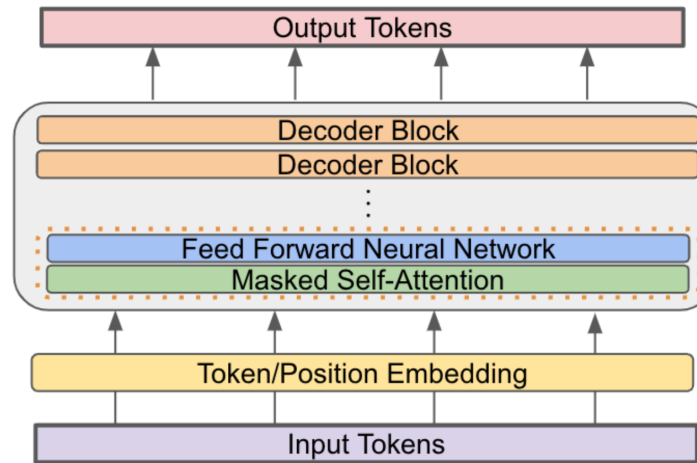 Output Tokens
Decoder Block
Decoder Block
Feed Forward Neural Network
Masked Self-Attention
Token/Position Embedding
Input Tokens